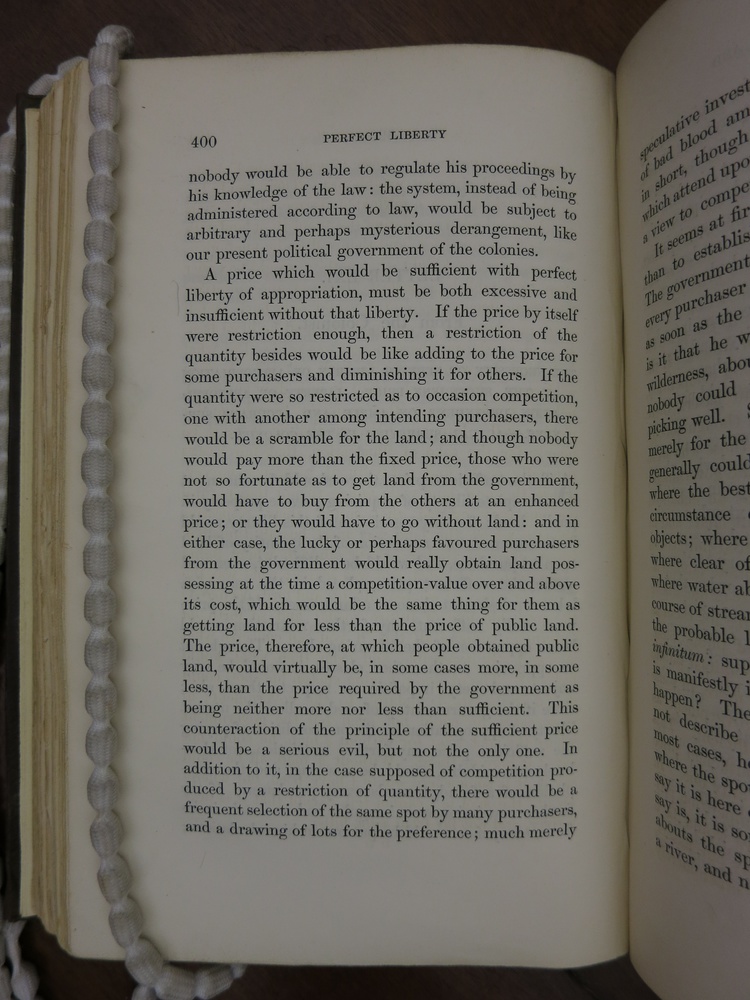 400 PERFECT LIBERTY
nobody would be able to regulate his proceedings by
his knowledge of the law: the system, instead of being
administered according to law, would be subject to
arbitrary and perhaps mysterious derangement, like
our present political government of the colonies.
A price which would be sufficient with perfect
liberty of appropriation, must be both excessive and
insufficient without that liberty. If the price by itself
were restriction enough, then a restriction of the
quantity besides would be like adding to the price for
some purchasers and diminishing it for others. If the
quantity were so restricted as to occasion competition,
one with another among intending purchasers, there
would be a scramble for the land; and though nobody
would pay more than the fixed price, those who were
not so fortunate as to get land from the government,
would have to buy from the others at an enhanced
price; or they would have to go without land: and in
either case, the lucky or perhaps favoured purchasers
from the government would really obtain land pos-
sessing at the time a competition-value over and above
its cost, which would be the same thing for them as
getting land for less than the price of public land.
The price, therefore, at which people obtained public
land, would virtually be, in some cases more, in some
less, than the price required by the government as
being neither more nor less than sufficient. This
counteraction of the principle of the sufficient price
would be a serious evil, but not the only one. In
addition to it, in the case supposed of competition pro-
duced by a restriction of quantity, there would be a
frequent selection of the same spot by many purchasers,
and a drawing of lots for the preference; much merely
speculative invest
of bad blood am
in short, though
which attend upo
a view to compe
It seems at fir
than to establis
The government
every purchaser
as soon as the
is it that he w
wilderness, abou
nobody could
picking well.
merely for the
generally could
where the best
circumstance
objects; where
where clear of
where water ab
course of strea
the probable l
infinitum: sup
is manifestly i
happen? The
not describe
most cases, he
where the spo
say it is here
say is, it is so
abouts the sp
a river, and n